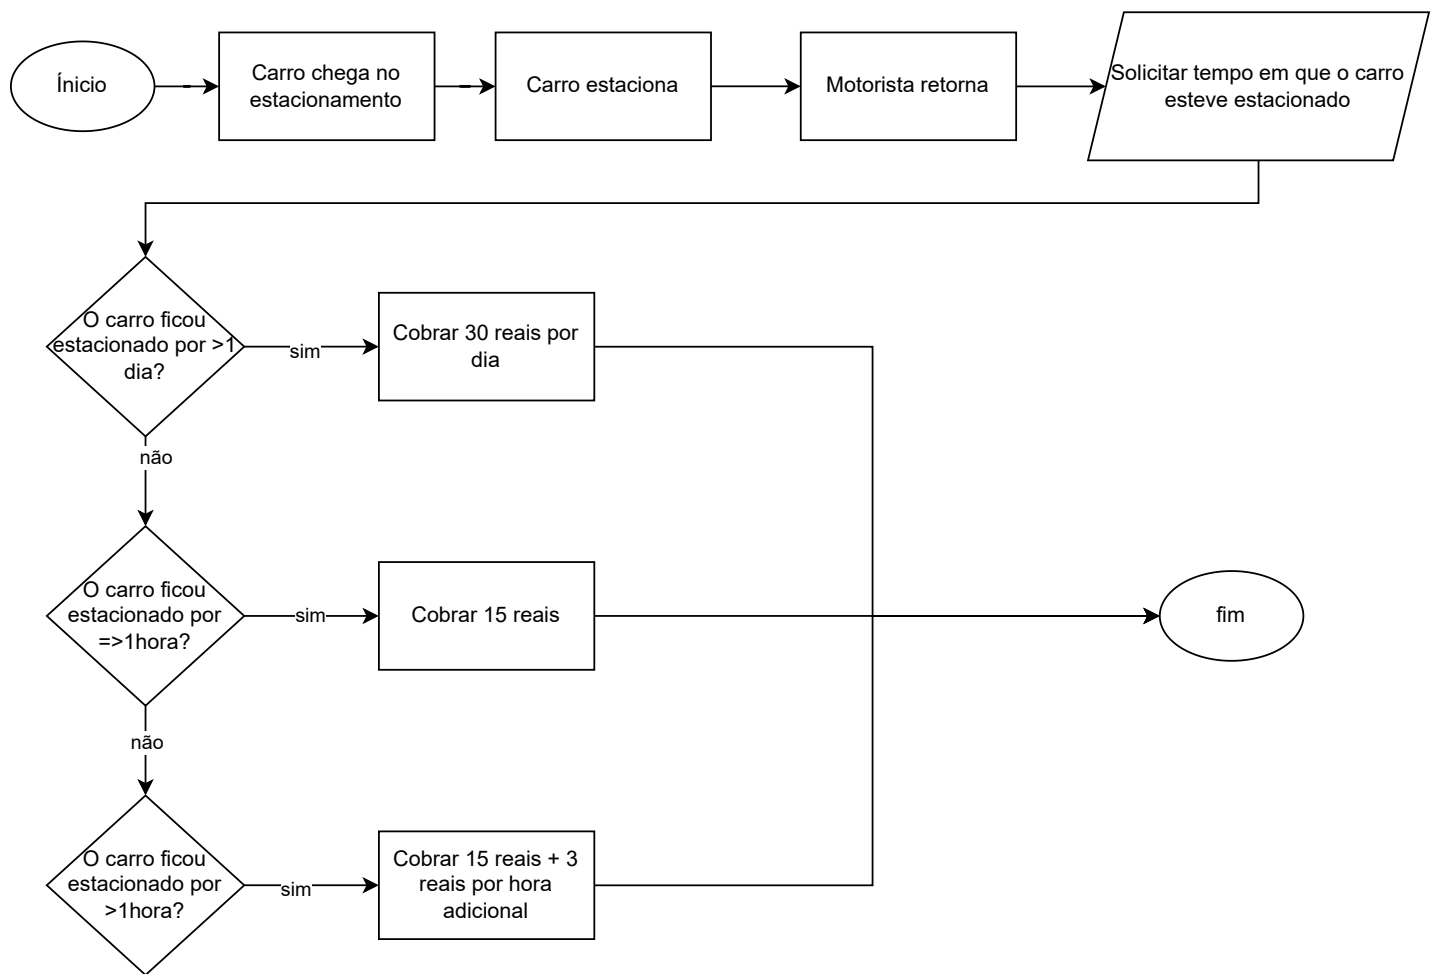 Ínicio
Carro chega no
estacionamento
Carro estaciona
Motorista retorna
Solicitar tempo em que o carro
esteve estacionado
O carro ficou
estacionado por >1
dia?
sim
Cobrar 30 reais por
dia
não
O carro ficou
estacionado por
=>1hora?
sim
Cobrar 15 reais
fim
não
O carro ficou
estacionado por
>1hora?
sim
Cobrar 15 reais + 3
reais por hora
adicional